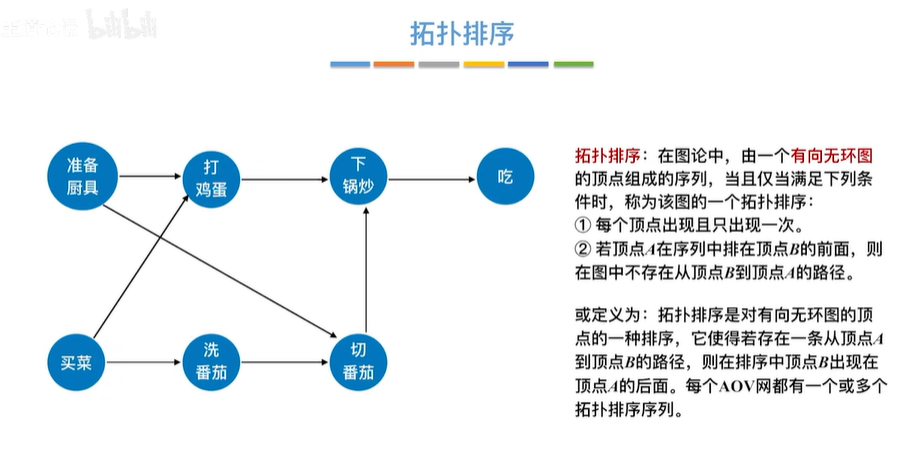 bilibili
拓扑排序
准备
厨具
打
鸡蛋
下
锅炒
吃
买菜
洗
番茄
切
番茄
拓扑排序：在图论中，由一个有向无环图
的顶点组成的序列，当且仅当满足下列条
件时，称为该图的一个拓扑排序：
① 每个顶点出现且只出现一次。
② 若顶点A在序列中排在顶点B的前面，则
在图中不存在从顶点B到顶点A的路径。
或定义为：拓扑排序是对有向无环图的顶
点的一种排序，它使得若存在一条从顶点A
到顶点B的路径，则在排序中顶点B出现在
顶点A的后面。每个AOV网都有一个或多个
拓扑排序序列。